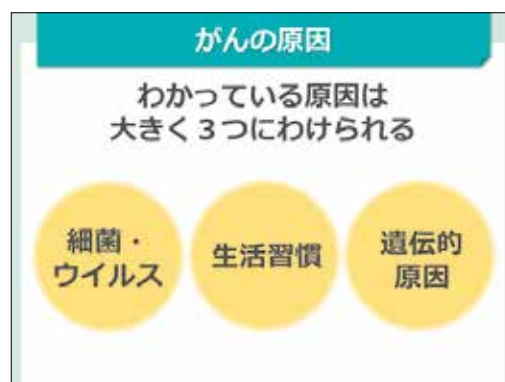 がんの原因
わかっている原因は
大きく３つにわけられる
細菌・
ウイルス
生活習慣
遺伝的
原因